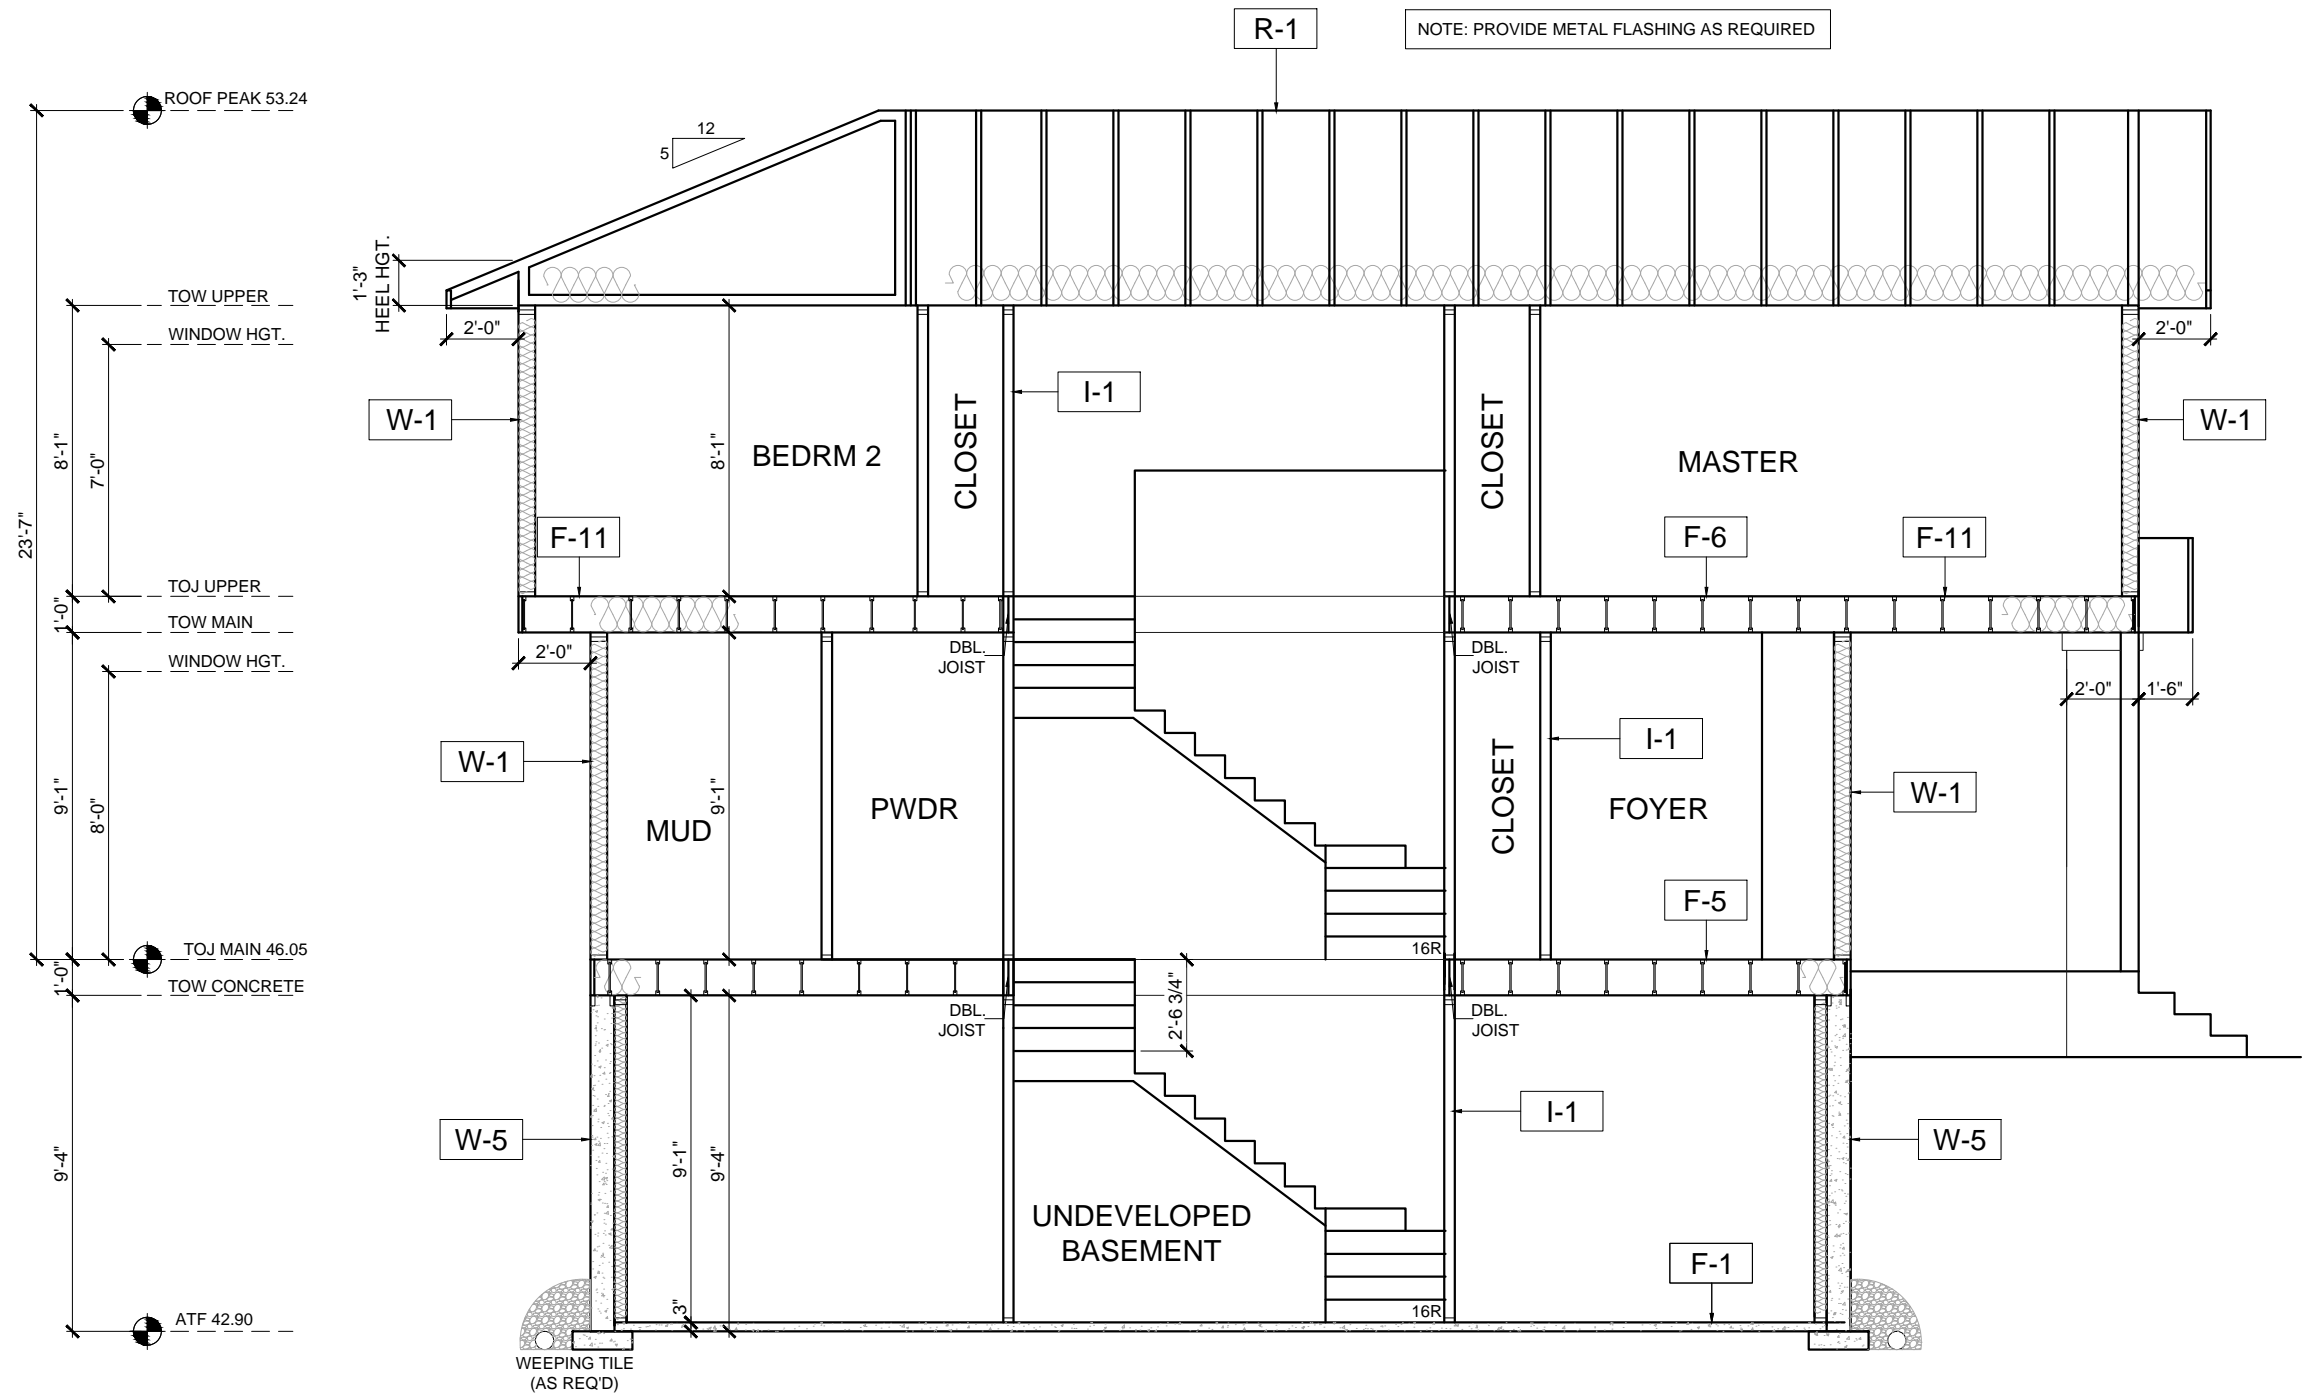 R-1
NOTE: PROVIDE METAL FLASHING AS REQUIRED
ROOF PEAK 53.24
12
5
1'-3"
HEEL HGT.
TOW UPPER
WINDOW HGT.
2'-0"
2'-0"
I-1
W-1
W-1
8'-1"
7'-0"
8'-1"
BEDRM 2
CLOSET
CLOSET
MASTER
23'-7"
F-11
F-6
F-11
TOJ UPPER
1'-0"
TOW MAIN
WINDOW HGT.
2'-0"
DBL.
JOIST
DBL.
JOIST
2'-0"
1'-6"
W-1
I-1
W-1
9'-1"
8'-0"
9'-1"
MUD
PWDR
CLOSET
FOYER
F-5
16R
TOJ MAIN 46.05
1'-0"
TOW CONCRETE
DBL.
JOIST
2'-6 3/4"
DBL.
JOIST
I-1
W-5
W-5
9'-4"
9'-1"
9'-4"
UNDEVELOPED
BASEMENT
F-1
3"
16R
ATF 42.90
WEEPING TILE
(AS REQ'D)